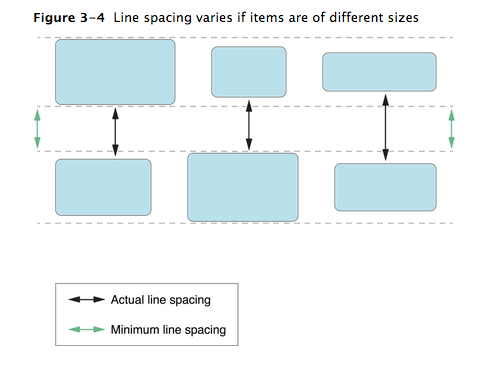 Figure 3-4 Line spacing varies if items are of different sizes
Actual line spacing
Minimum line spacing